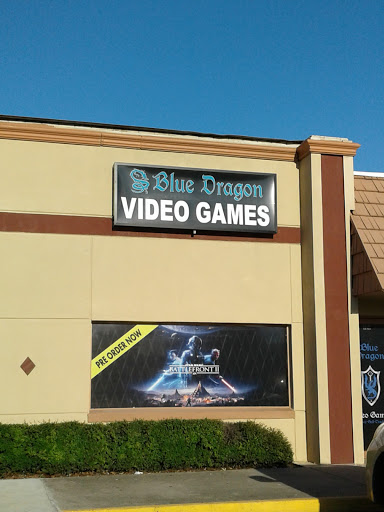 Blue Dragon
VIDEO GAMES
PRE ORDER NOW
BATTLEFRONT II
Blue
Dragon